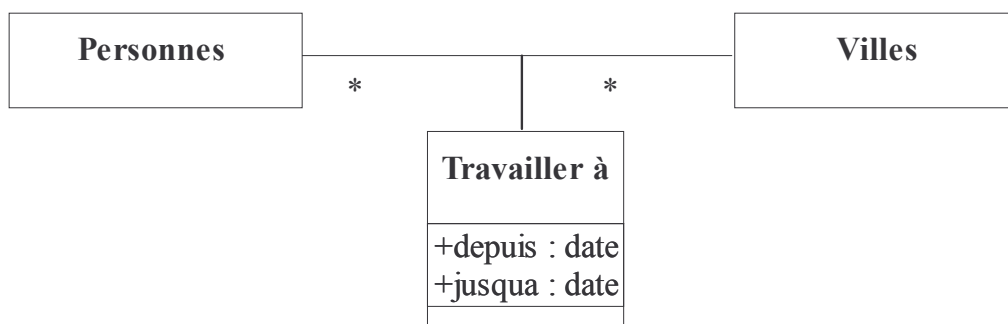 Personnes
Villes
*
*
Travailler à
+depuis : date
+jusqua : date